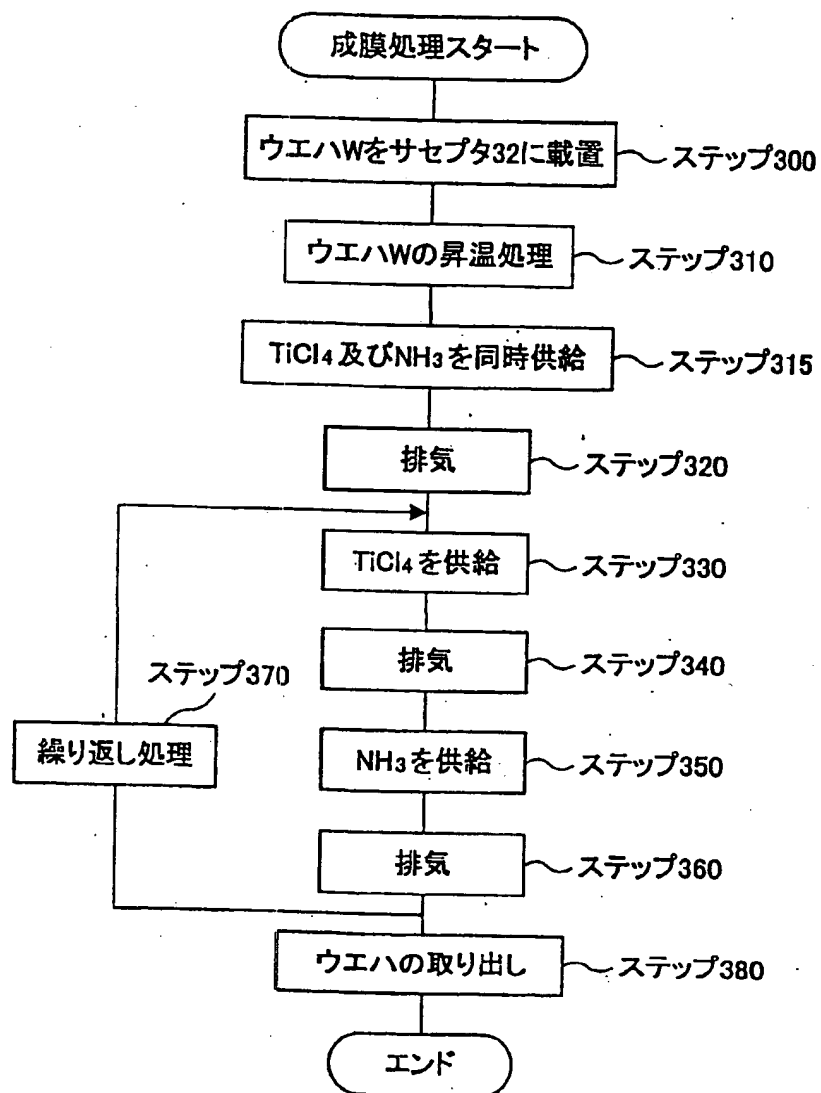 成膜処理スタート
ウエハWをサセプタ32に載置
ステップ300
ウエハWの昇温処理
ステップ310
TiCl₄及びNH₃を同時供給
ステップ315
排気
ステップ320
TiCl₄を供給
ステップ330
排気
ステップ340
ステップ370
繰り返し処理
NH₃を供給
ステップ350
排気
ステップ360
ウエハの取り出し
ステップ380
エンド